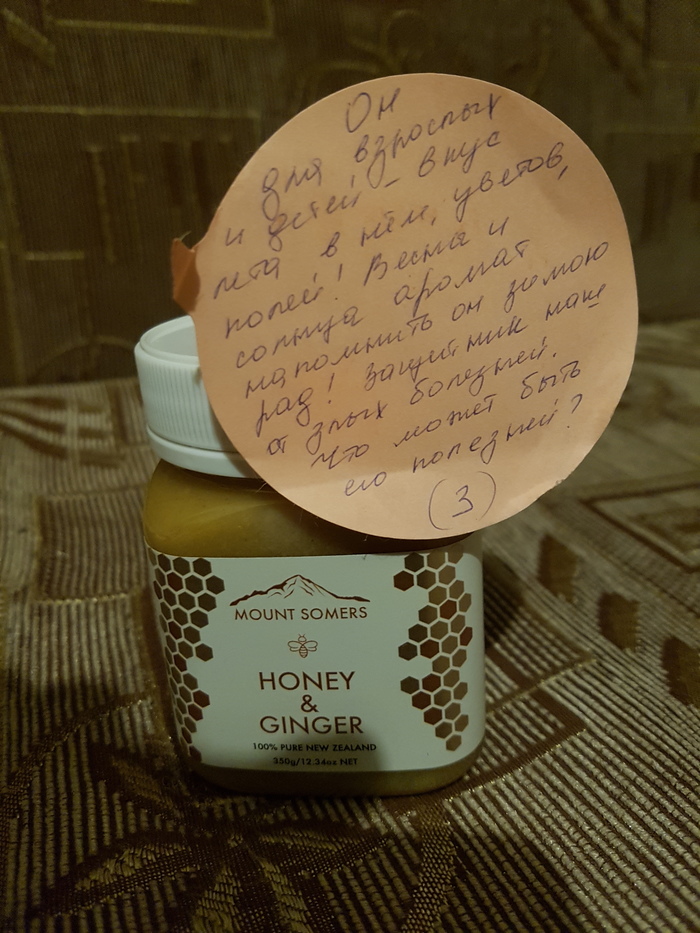 Он
для взрослых
и детей - вкус
лета в нём, цветов,
полей! Весна и
солнца аромат
напомнить он зимою
рад! Защитник наш
от злых болезней.
Что может быть
его полезней?
(3)
MOUNT SOMERS
HONEY
&
GINGER
100% PURE NEW ZEALAND
350g/12.34oz NET